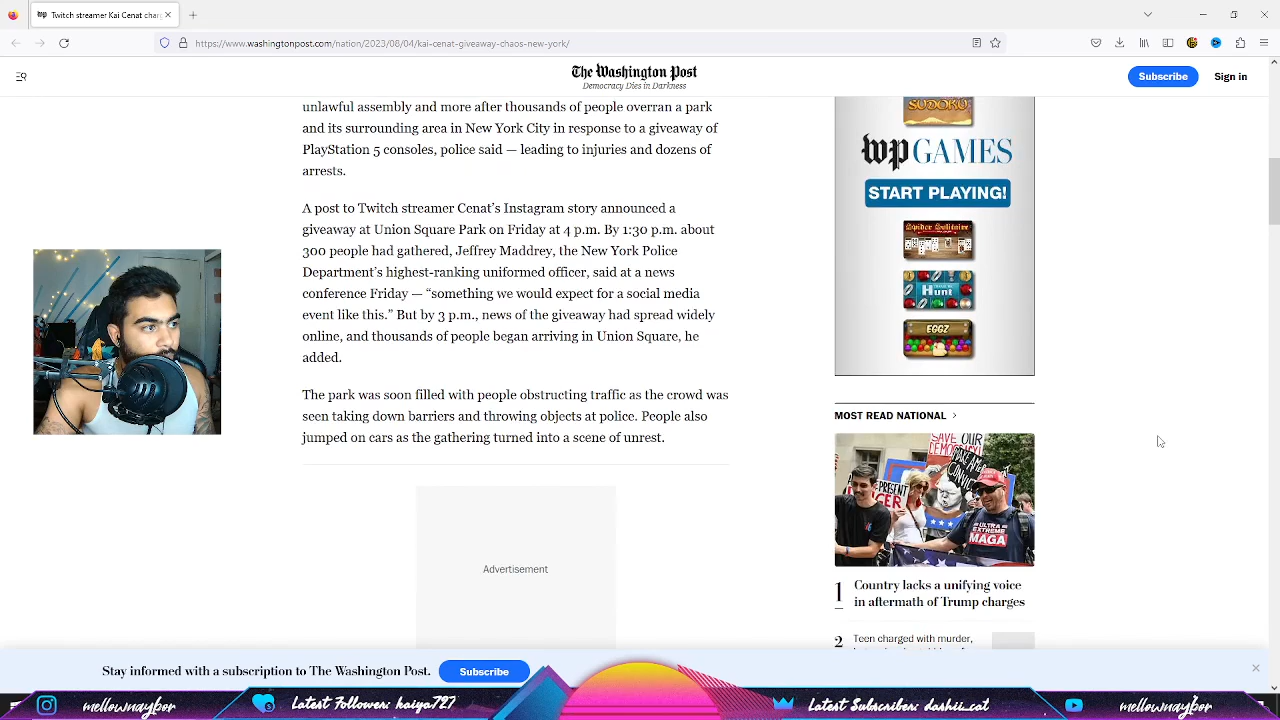 Twitch streamer Kai Cenat char
https://www.washingtonpost.com/nation/2023/08/04/kai-cenat-giveaway-chaos-new-york/
The Washington Post
Democracy Dies in Darkness
Subscribe
Sign in
unlawful assembly and more after thousands of people overran a park
and its surrounding area in New York City in response to a giveaway of
PlayStation 5 consoles, police said — leading to injuries and dozens of
arrests.
A post to Twitch streamer Cenat’s Instagram story announced a
giveaway at Union Square Park on Friday at 4 p.m. By 1:30 p.m. about
300 people had gathered, Jeffrey Maddrey, the New York Police
Department’s highest-ranking uniformed officer, said at a news
conference Friday — “something we would expect for a social media
event like this.” But by 3 p.m., news of the giveaway had spread widely
online, and thousands of people began arriving in Union Square, he
added.
The park was soon filled with people obstructing traffic as the crowd was
seen taking down barriers and throwing objects at police. People also
jumped on cars as the gathering turned into a scene of unrest.
Advertisement
SUDOKU
wp GAMES
START PLAYING!
Spider Solitaire
Hunt
EGGZ
MOST READ NATIONAL
SAVE OUR
DEMOCRACY!
MAKE AMER
CONVIC
PRESENT
ULTRA
EXTREME
MAGA
1
Country lacks a unifying voice
in aftermath of Trump charges
2
Teen charged with murder,
Stay informed with a subscription to The Washington Post.
Subscribe
mellowmaybor
Latest Follower: paige727
Latest Subscriber: dashii_cat
mellowmaybor